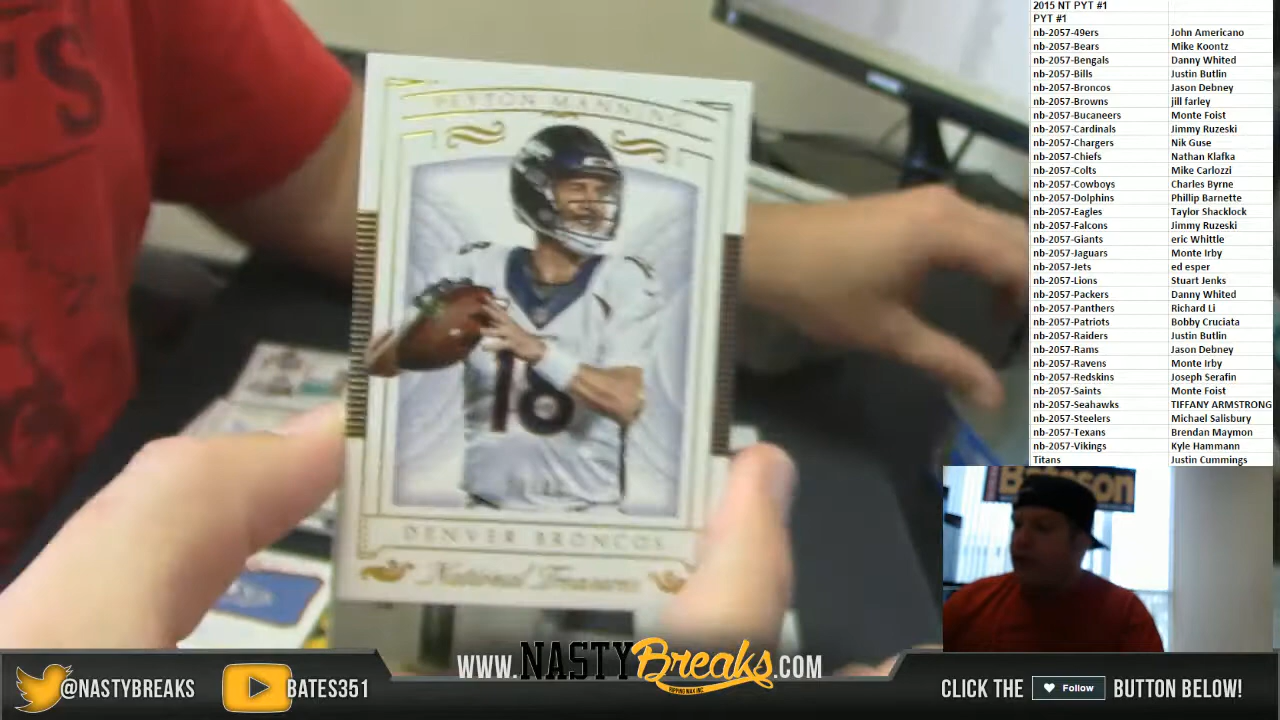 2015 NT PYT #1
PYT #1
nb-2057-49ers John Americano
nb-2057-Bears Mike Koontz
nb-2057-Bengals Danny Whited
nb-2057-Bills Justin Butlin
nb-2057-Broncos Jason Debney
nb-2057-Browns jill farley
nb-2057-Bucaneers Monte Foist
nb-2057-Cardinals Jimmy Ruzeski
nb-2057-Chargers Nik Guse
nb-2057-Chiefs Nathan Klafka
nb-2057-Colts Mike Carlozzi
nb-2057-Cowboys Charles Byrne
nb-2057-Dolphins Phillip Barnette
nb-2057-Eagles Taylor Shacklock
nb-2057-Falcons Jimmy Ruzeski
nb-2057-Giants eric Whittle
nb-2057-Jaguars Monte Irby
nb-2057-Jets ed esper
nb-2057-Lions Stuart Jenks
nb-2057-Packers Danny Whited
nb-2057-Panthers Richard Li
nb-2057-Patriots Bobby Cruciata
nb-2057-Raiders Justin Butlin
nb-2057-Rams Jason Debney
nb-2057-Ravens Monte Irby
nb-2057-Redskins Joseph Serafin
nb-2057-Saints Monte Foist
nb-2057-Seahawks TIFFANY ARMSTRONG
nb-2057-Steelers Michael Salisbury
nb-2057-Texans Brendan Maymon
nb-2057-Vikings Kyle Hammann
Titans Justin Cummings
PEYTON MANNING
18
DENVER BRONCOS
National Treasures
@NASTYBREAKS
BATES351
WWW.NASTYBreaks.COM
RIPPING WAX INC
CLICK THE Follow BUTTON BELOW!